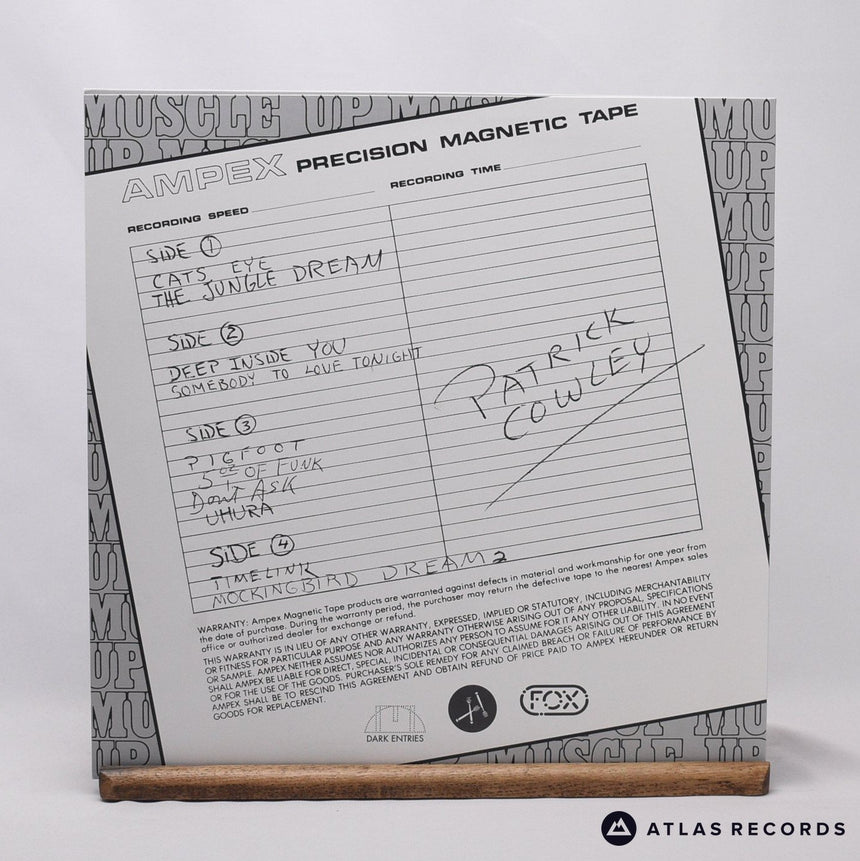 MUSCLE UP MUS
UP MUS
AMPEX PRECISION MAGNETIC TAPE
RECORDING SPEED
RECORDING TIME
SIDE 1
CATS EYE
THE JUNGLE DREAM
SIDE 2
DEEP INSIDE YOU
SOMEBODY TO LOVE TONIGHT
PATRICK
COWLEY
SIDE 3
PIGFOOT
5 oz OF FUNK
Dont ASK
UHURA
SIDE 4
TIMELINK
MOCKINGBIRD DREAM 2
WARRANTY: Ampex Magnetic Tape products are warranted against defects in material and workmanship for one year from
the date of purchase. During the warranty period, the purchaser may return the defective tape to the nearest Ampex sales
office or authorized dealer for exchange or refund.
THIS WARRANTY IS IN LIEU OF ANY OTHER WARRANTY, EXPRESSED, IMPLIED OR STATUTORY, INCLUDING MERCHANTABILITY
OR FITNESS FOR PARTICULAR PURPOSE AND ANY WARRANTY OTHERWISE ARISING OUT OF ANY PROPOSAL, SPECIFICATIONS
OR SAMPLE. AMPEX NEITHER ASSUMES NOR AUTHORIZES ANY PERSON TO ASSUME FOR IT ANY OTHER LIABILITY. IN NO EVENT
SHALL AMPEX BE LIABLE FOR DIRECT, SPECIAL, INCIDENTAL OR CONSEQUENTIAL DAMAGES ARISING OUT OF THIS AGREEMENT
OR FOR THE USE OF THE GOODS. PURCHASER'S SOLE REMEDY FOR ANY CLAIMED BREACH OR FAILURE OF PERFORMANCE BY
AMPEX SHALL BE TO RESCIND THIS AGREEMENT AND OBTAIN REFUND OF PRICE PAID TO AMPEX HEREUNDER OR RETURN
GOODS FOR REPLACEMENT.
DARK ENTRIES
FOX
MUSCLE UP
ATLAS RECORDS